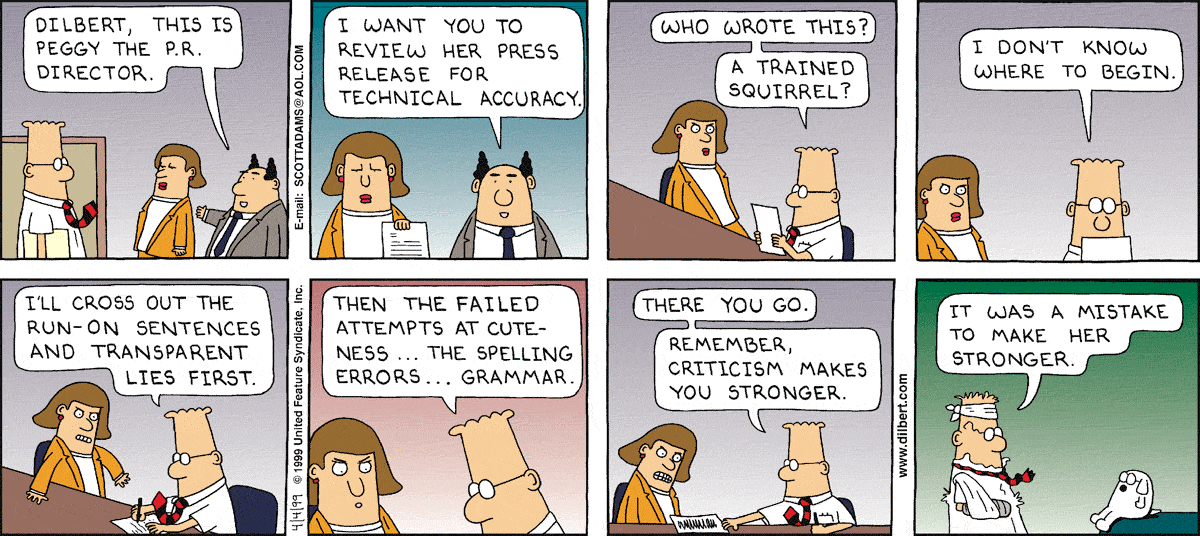 DILBERT, THIS IS
PEGGY THE P.R.
DIRECTOR.
E-mail: SCOTTADAMS@AOL.COM
I WANT YOU TO
REVIEW HER PRESS
RELEASE FOR
TECHNICAL ACCURACY.
WHO WROTE THIS?
A TRAINED
SQUIRREL?
I DON'T KNOW
WHERE TO BEGIN.
I'LL CROSS OUT THE
RUN-ON SENTENCES
AND TRANSPARENT
LIES FIRST.
4/4/99 © 1999 United Feature Syndicate, Inc.
THEN THE FAILED
ATTEMPTS AT CUTE-
NESS ... THE SPELLING
ERRORS... GRAMMAR.
THERE YOU GO.
REMEMBER,
CRITICISM MAKES
YOU STRONGER.
www.dilbert.com
IT WAS A MISTAKE
TO MAKE HER
STRONGER.